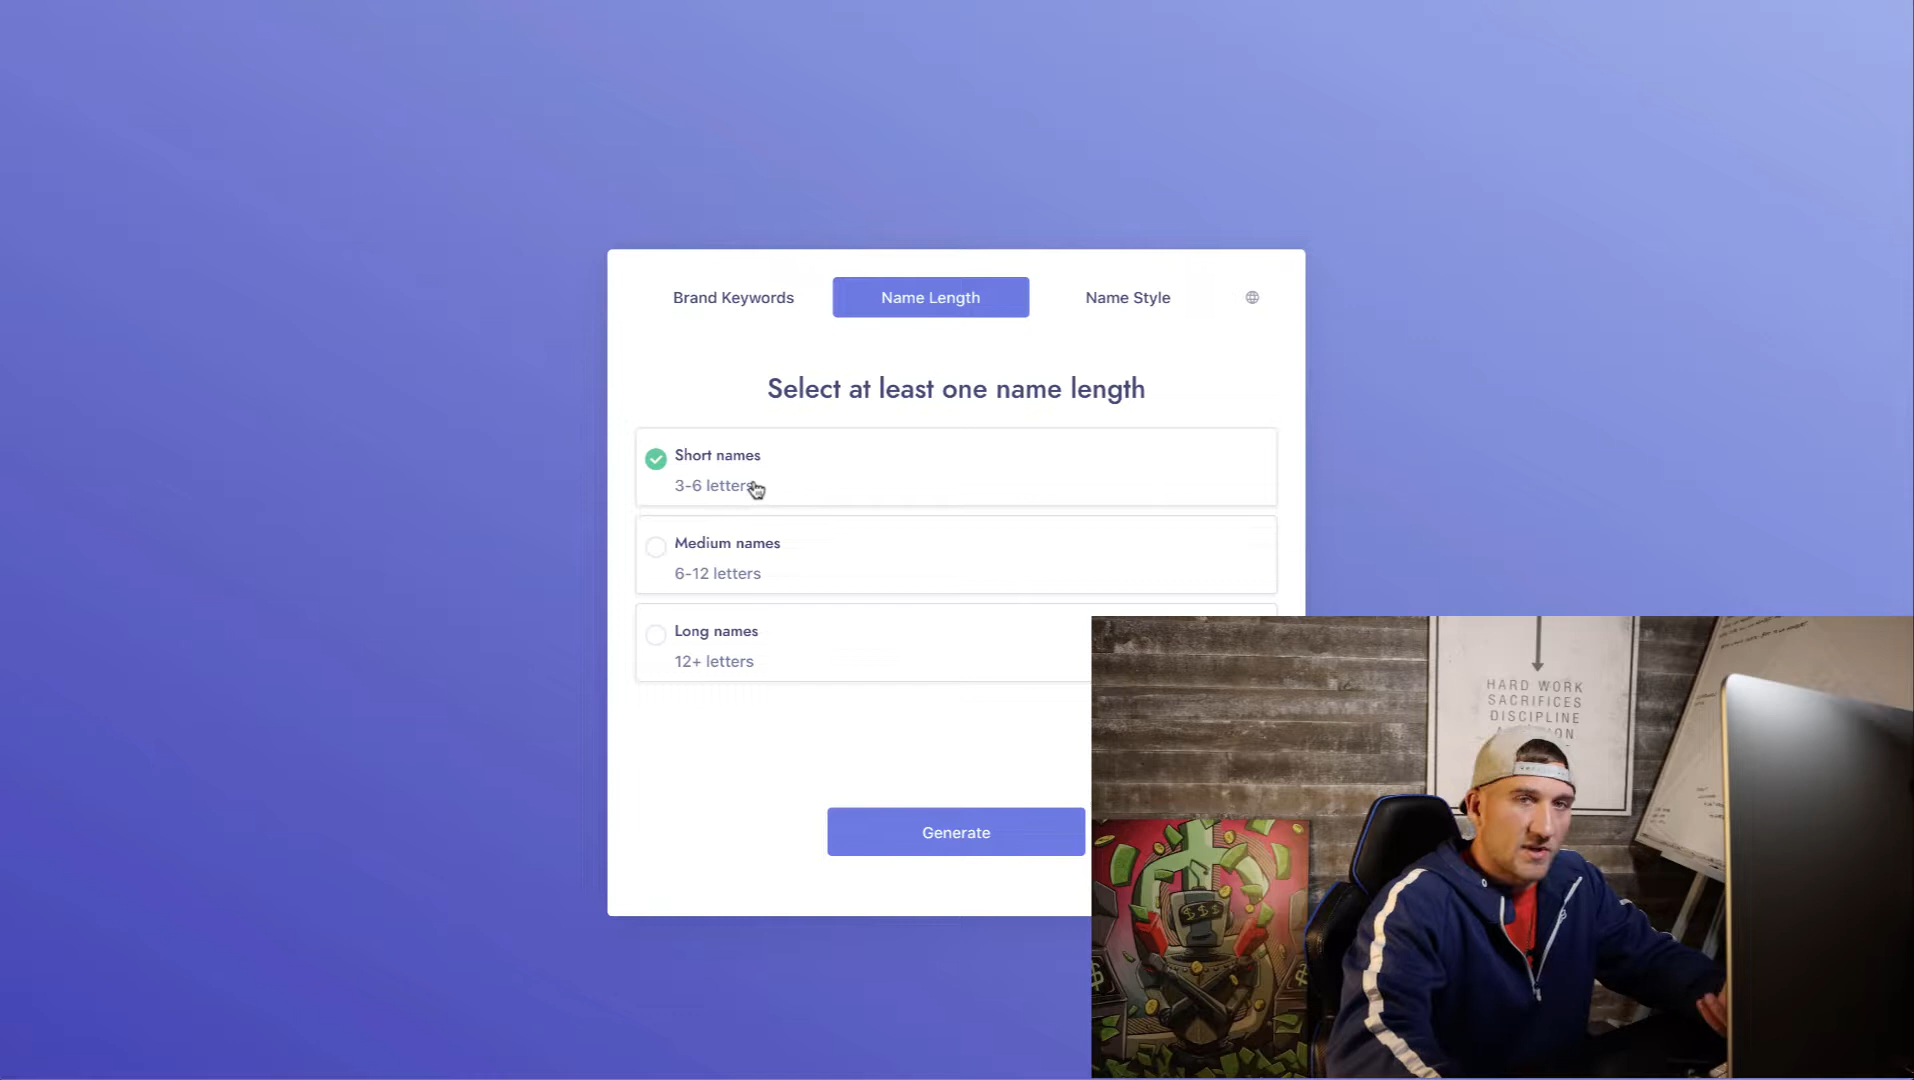 Brand Keywords
Name Length
Name Style
Select at least one name length
Short names
3-6 letters
Medium names
6-12 letters
Long names
12+ letters
Generate
HARD WORK
SACRIFICES
DISCIPLINE
$$$